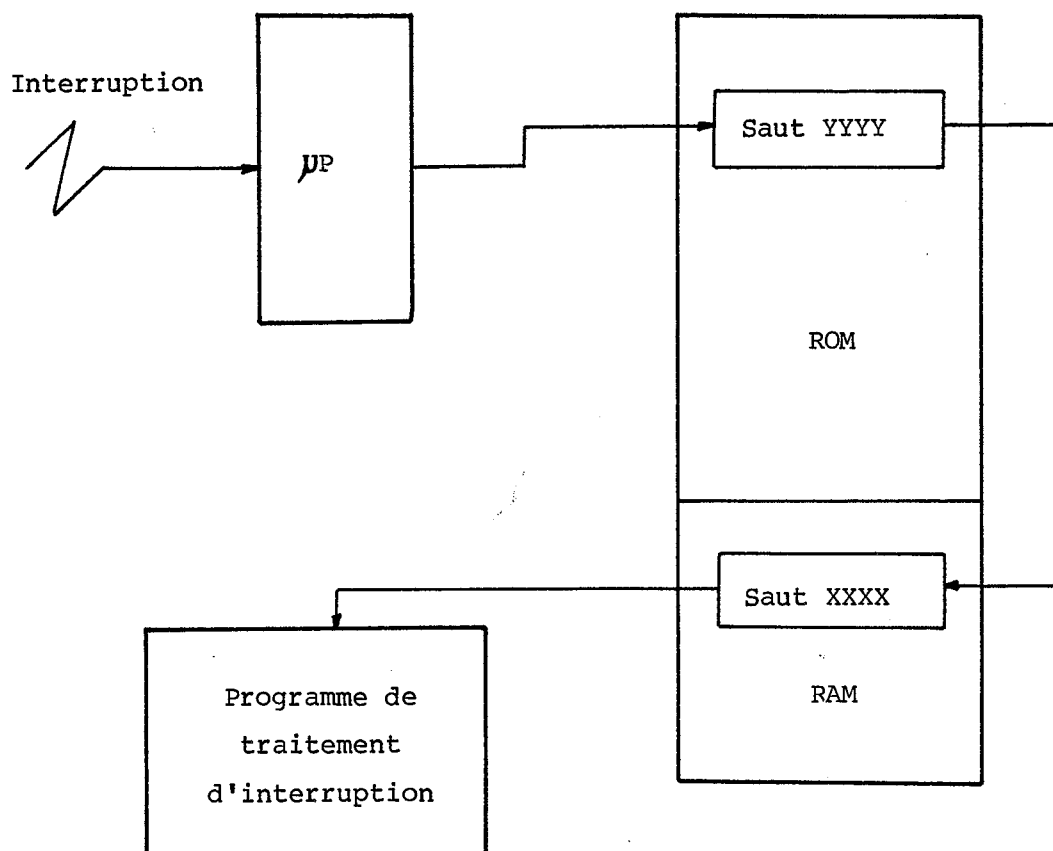 Interruption
µP
Saut YYYY
ROM
Saut XXXX
RAM
Programme de
traitement
d'interruption